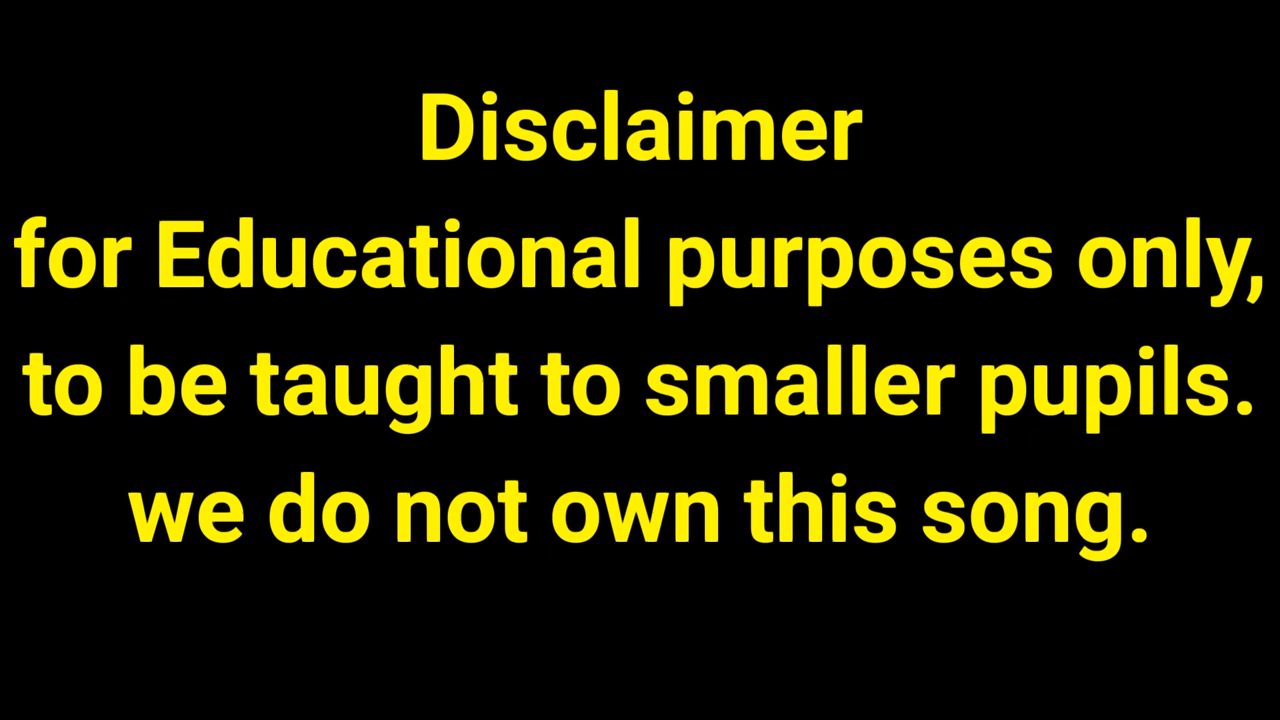 Disclaimer
for Educational purposes only,
to be taught to smaller pupils.
we do not own this song.